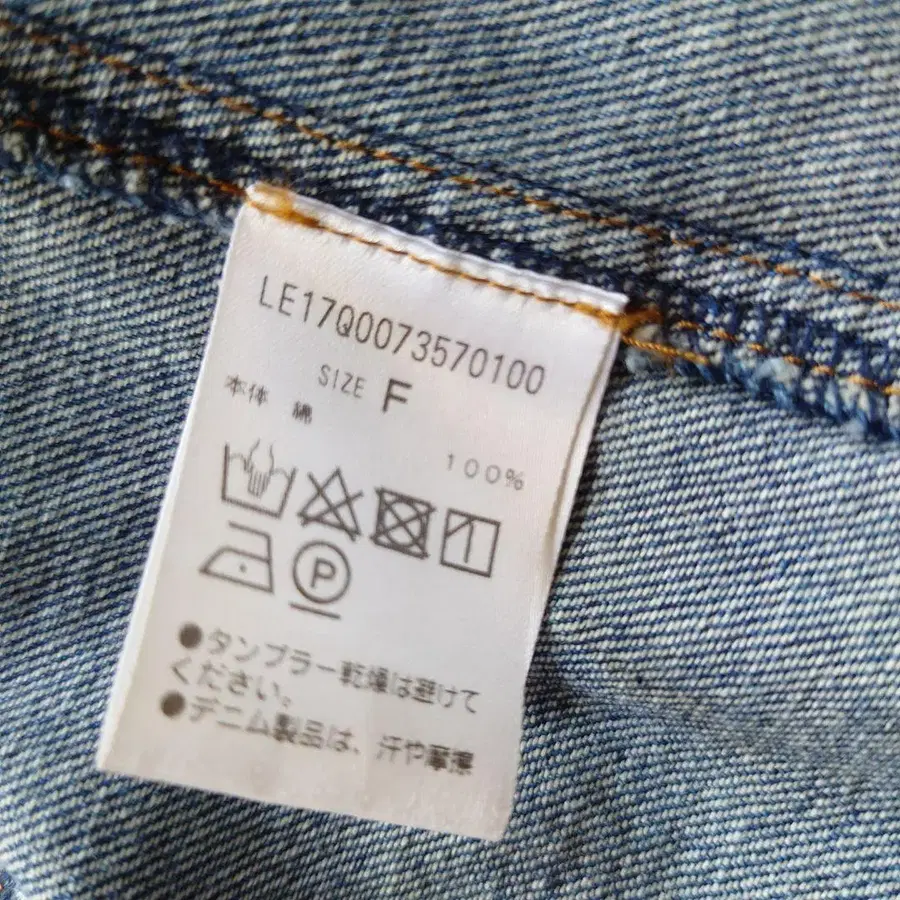 LE17Q0073570100
SIZE F
本体 綿
100%
P
●タンブラー乾燥は避けて
ください。
●デニム製品は、汗や摩擦